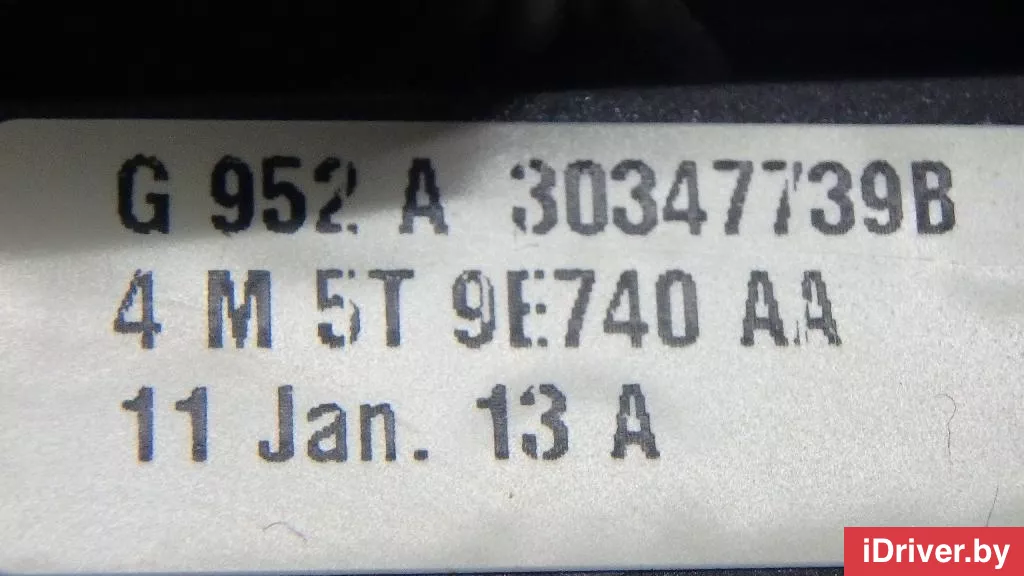 G 952 A 30347739B
4 M 5T 9E740 AA
11 Jan. 13 A
iDriver.by